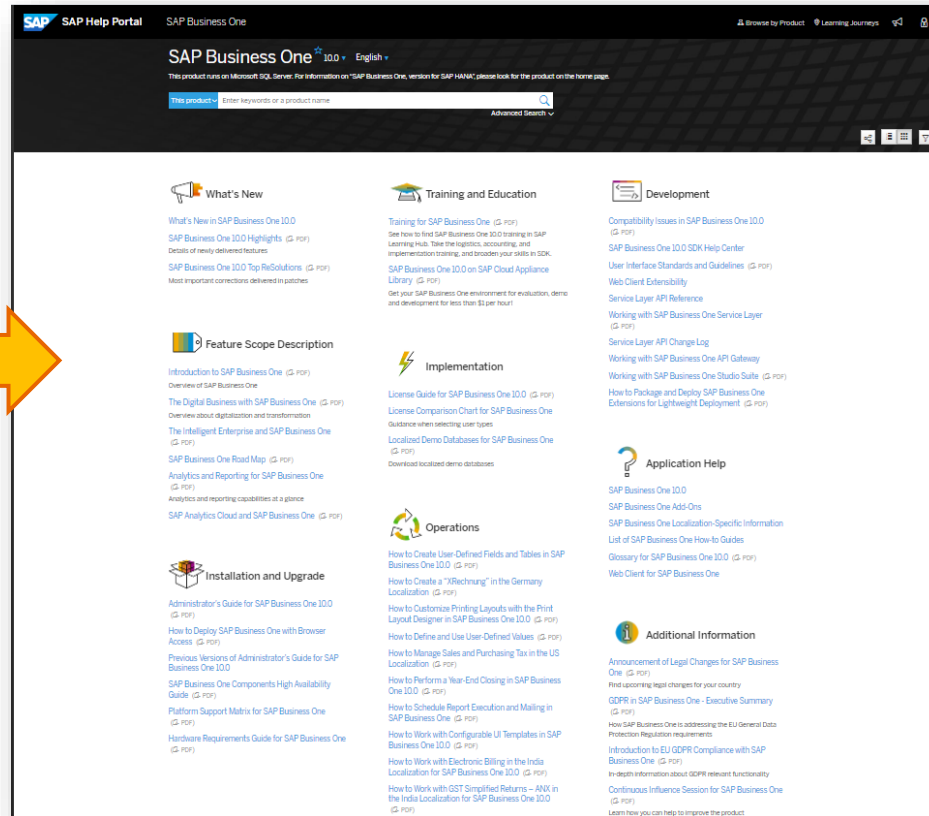 SAP SAP Help Portal SAP Business One
Browse by Product Learning Journeys
SAP Business One 10.0 English
This product runs on Microsoft SQL Server. For information on "SAP Business One, version for SAP HANA", please look for the product on the home page.
This product Enter keywords or a product name
Advanced Search
What's New
What's New in SAP Business One 10.0
SAP Business One 10.0 Highlights (PDF)
Details of newly delivered features
SAP Business One 10.0 Top ReSolutions (PDF)
Most important corrections delivered in patches
Feature Scope Description
Introduction to SAP Business One (PDF)
Overview of SAP Business One
The Digital Business with SAP Business One (PDF)
Overview about digitalization and transformation
The Intelligent Enterprise and SAP Business One
(PDF)
SAP Business One Road Map (PDF)
Analytics and Reporting for SAP Business One
(PDF)
Analytics and reporting capabilities at a glance
SAP Analytics Cloud and SAP Business One (PDF)
Installation and Upgrade
Administrator's Guide for SAP Business One 10.0
(PDF)
How to Deploy SAP Business One with Browser
Access (PDF)
Previous Versions of Administrator's Guide for SAP
Business One 10.0
SAP Business One Components High Availability
Guide (PDF)
Platform Support Matrix for SAP Business One
(PDF)
Hardware Requirements Guide for SAP Business One
(PDF)
Training and Education
Training for SAP Business One (PDF)
See how to find SAP Business One 10.0 training in SAP
Learning Hub. Take the logistics, accounting, and
implementation training, and broaden your skills in SDK.
SAP Business One 10.0 on SAP Cloud Appliance
Library (PDF)
Get your SAP Business One environment for evaluation, demo
and development for less than $1 per hour!
Implementation
License Guide for SAP Business One 10.0 (PDF)
License Comparison Chart for SAP Business One
Guidance when selecting user types
Localized Demo Databases for SAP Business One
(PDF)
Download localized demo databases
Operations
How to Create User-Defined Fields and Tables in SAP
Business One 10.0 (PDF)
How to Create a "XRechnung" in the Germany
Localization (PDF)
How to Customize Printing Layouts with the Print
Layout Designer in SAP Business One 10.0 (PDF)
How to Define and Use User-Defined Values (PDF)
How to Manage Sales and Purchasing Tax in the US
Localization (PDF)
How to Perform a Year-End Closing in SAP Business
One 10.0 (PDF)
How to Schedule Report Execution and Mailing in
SAP Business One (PDF)
How to Work with Configurable UI Templates in SAP
Business One 10.0 (PDF)
How to Work with Electronic Billing in the India
Localization for SAP Business One 10.0 (PDF)
How to Work with GST Simplified Returns – ANX in
the India Localization for SAP Business One 10.0
(PDF)
Development
Compatibility Issues in SAP Business One 10.0
(PDF)
SAP Business One 10.0 SDK Help Center
User Interface Standards and Guidelines (PDF)
Web Client Extensibility
Service Layer API Reference
Working with SAP Business One Service Layer
(PDF)
Service Layer API Change Log
Working with SAP Business One API Gateway
Working with SAP Business One Studio Suite (PDF)
How to Package and Deploy SAP Business One
Extensions for Lightweight Deployment (PDF)
Application Help
SAP Business One 10.0
SAP Business One Add-Ons
SAP Business One Localization-Specific Information
List of SAP Business One How-to Guides
Glossary for SAP Business One 10.0 (PDF)
Web Client for SAP Business One
Additional Information
Announcement of Legal Changes for SAP Business
One (PDF)
Find upcoming legal changes for your country
GDPR in SAP Business One - Executive Summary
(PDF)
How SAP Business One is addressing the EU General Data
Protection Regulation requirements
Introduction to EU GDPR Compliance with SAP
Business One (PDF)
In-depth information about GDPR relevant functionality
Continuous Influence Session for SAP Business One
(PDF)
Learn how you can help to improve the product